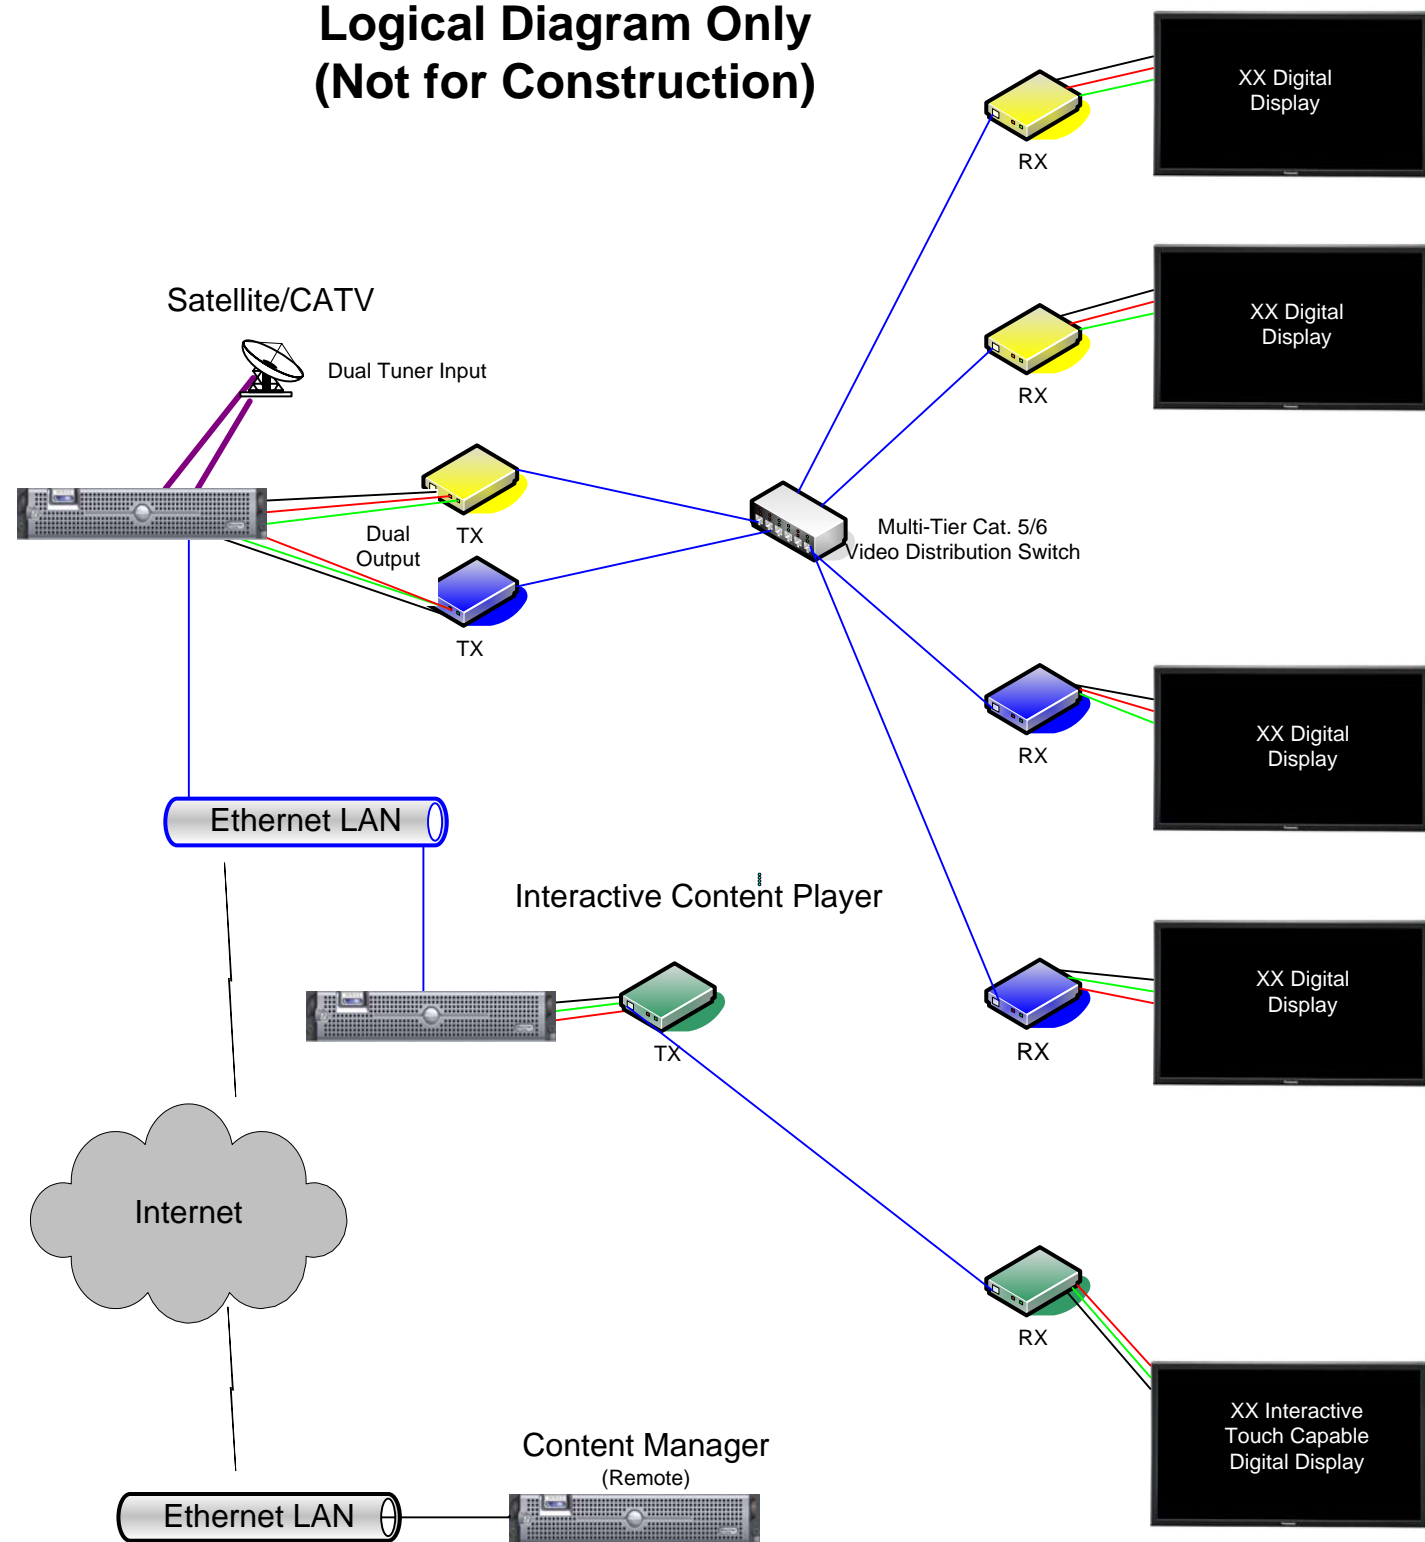 Logical Diagram Only
(Not for Construction)
XX Digital
Display
RX
XX Digital
Display
RX
Satellite/CATV
Dual Tuner Input
Dual
Output
TX
TX
Multi-Tier Cat. 5/6
Video Distribution Switch
XX Digital
Display
RX
Ethernet LAN
Interactive Content Player
TX
XX Digital
Display
RX
Internet
RX
XX Interactive
Touch Capable
Digital Display
Content Manager
(Remote)
Ethernet LAN